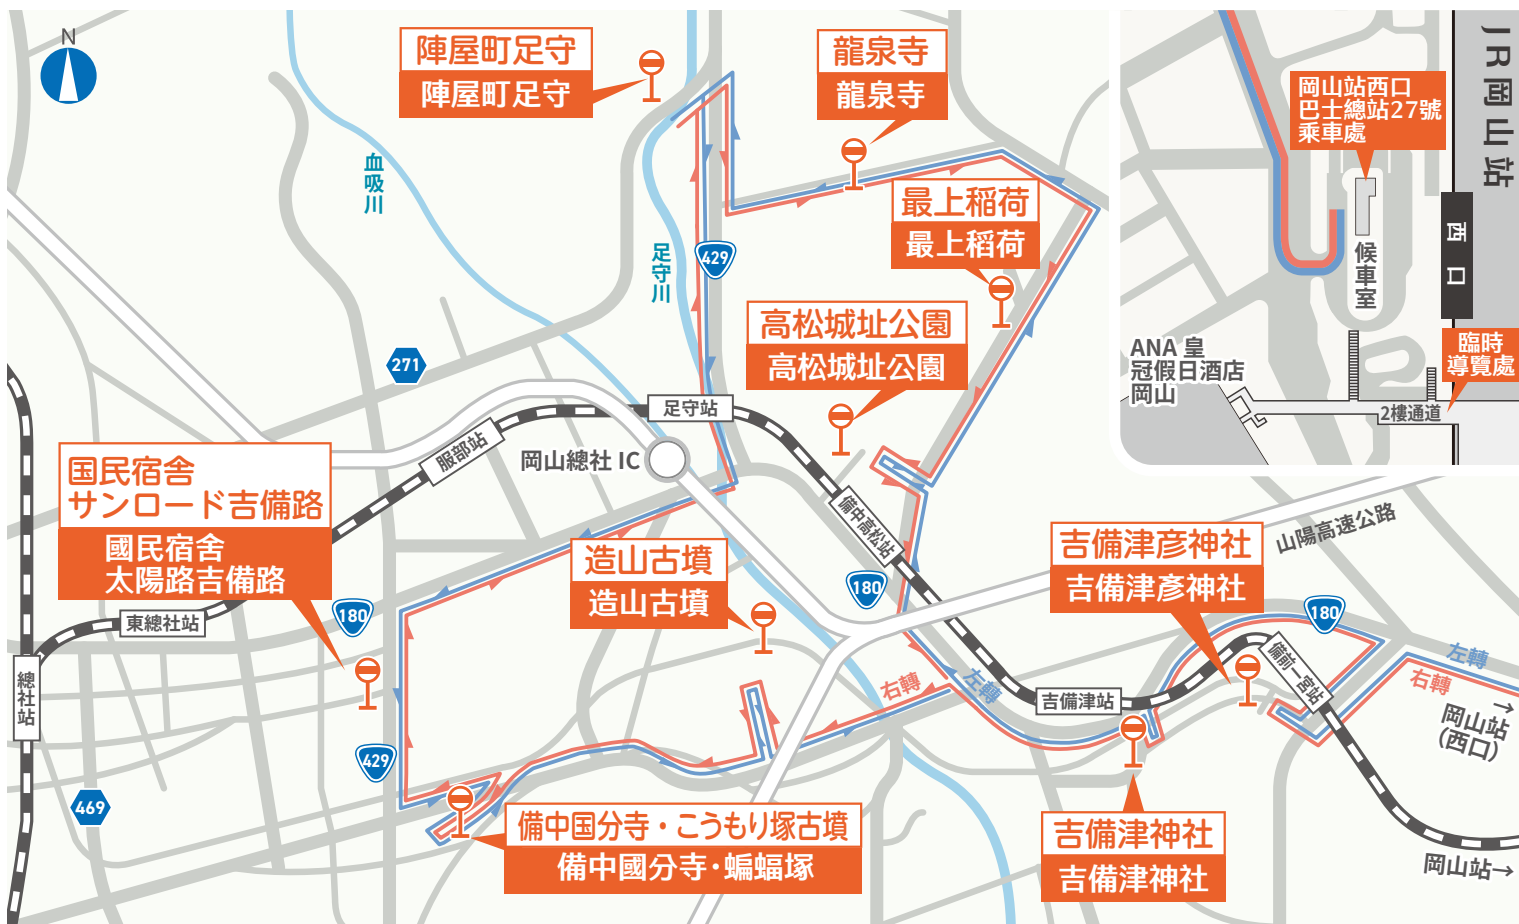 N
陣屋町足守
陣屋町足守
龍泉寺
龍泉寺
最上稲荷
最上稻荷
高松城址公園
高松城址公園
血吸川
足守川
429
271
足守站
服部站
岡山總社 IC
国民宿舎
サンロード吉備路
國民宿舍
太陽路吉備路
東總社站
總社站
180
429
469
造山古墳
造山古墳
備中高松站
180
吉備津彦神社
吉備津彥神社
山陽高速公路
180
左轉
右轉
右轉
左轉
吉備津站
備前一宮站
→
岡山站
(西口)
備中国分寺・こうもり塚古墳
備中國分寺･蝙蝠塚
吉備津神社
吉備津神社
岡山站→
JR岡山站
岡山站西口
巴士總站27號
乘車處
西口
候車室
臨時
導覽處
ANA 皇
冠假日酒店
岡山
2樓通道